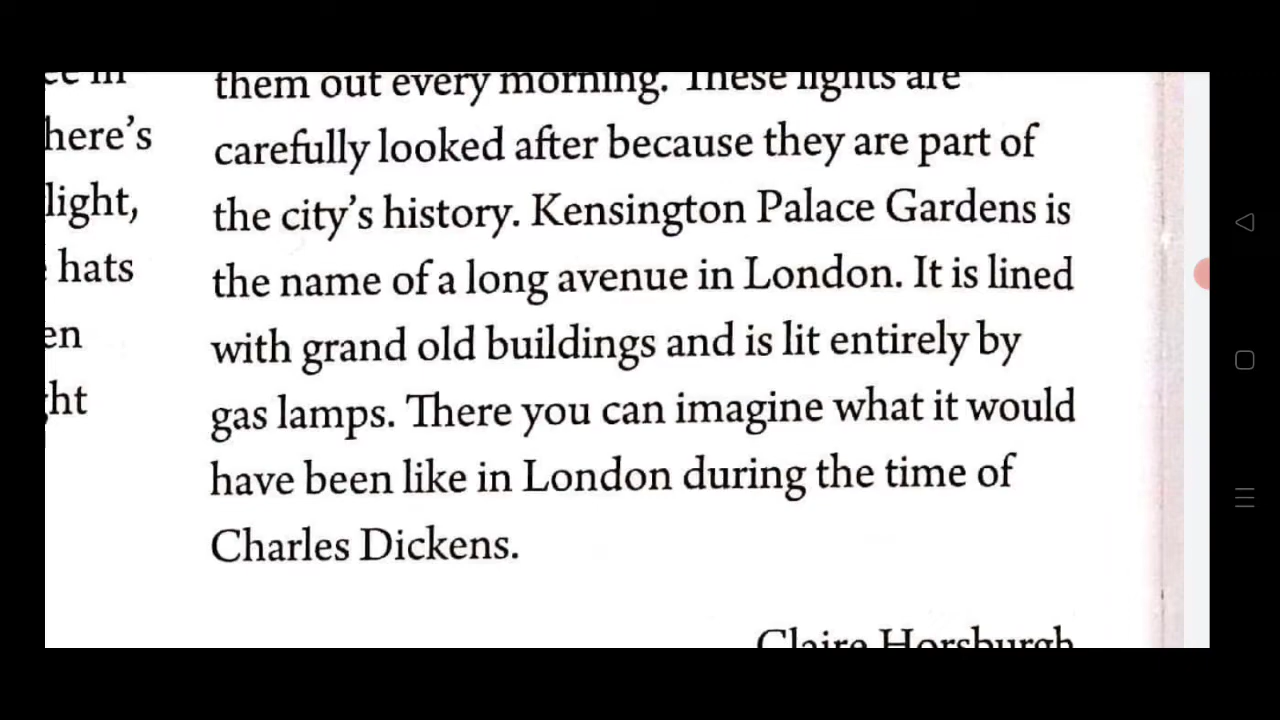 ce in
here's
light,
hats
en
ght
them out every morning. These lights are
carefully looked after because they are part of
the city's history. Kensington Palace Gardens is
the name of a long avenue in London. It is lined
with grand old buildings and is lit entirely by
gas lamps. There you can imagine what it would
have been like in London during the time of
Charles Dickens.
Claire Horsburgh